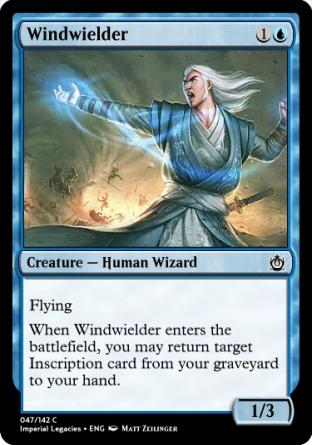 Windwielder 1
Creature — Human Wizard
Flying
When Windwielder enters the
battlefield, you may return target
Inscription card from your graveyard
to your hand.
1/3
047/142 C
Imperial Legacies • ENG Matt Zeilinger